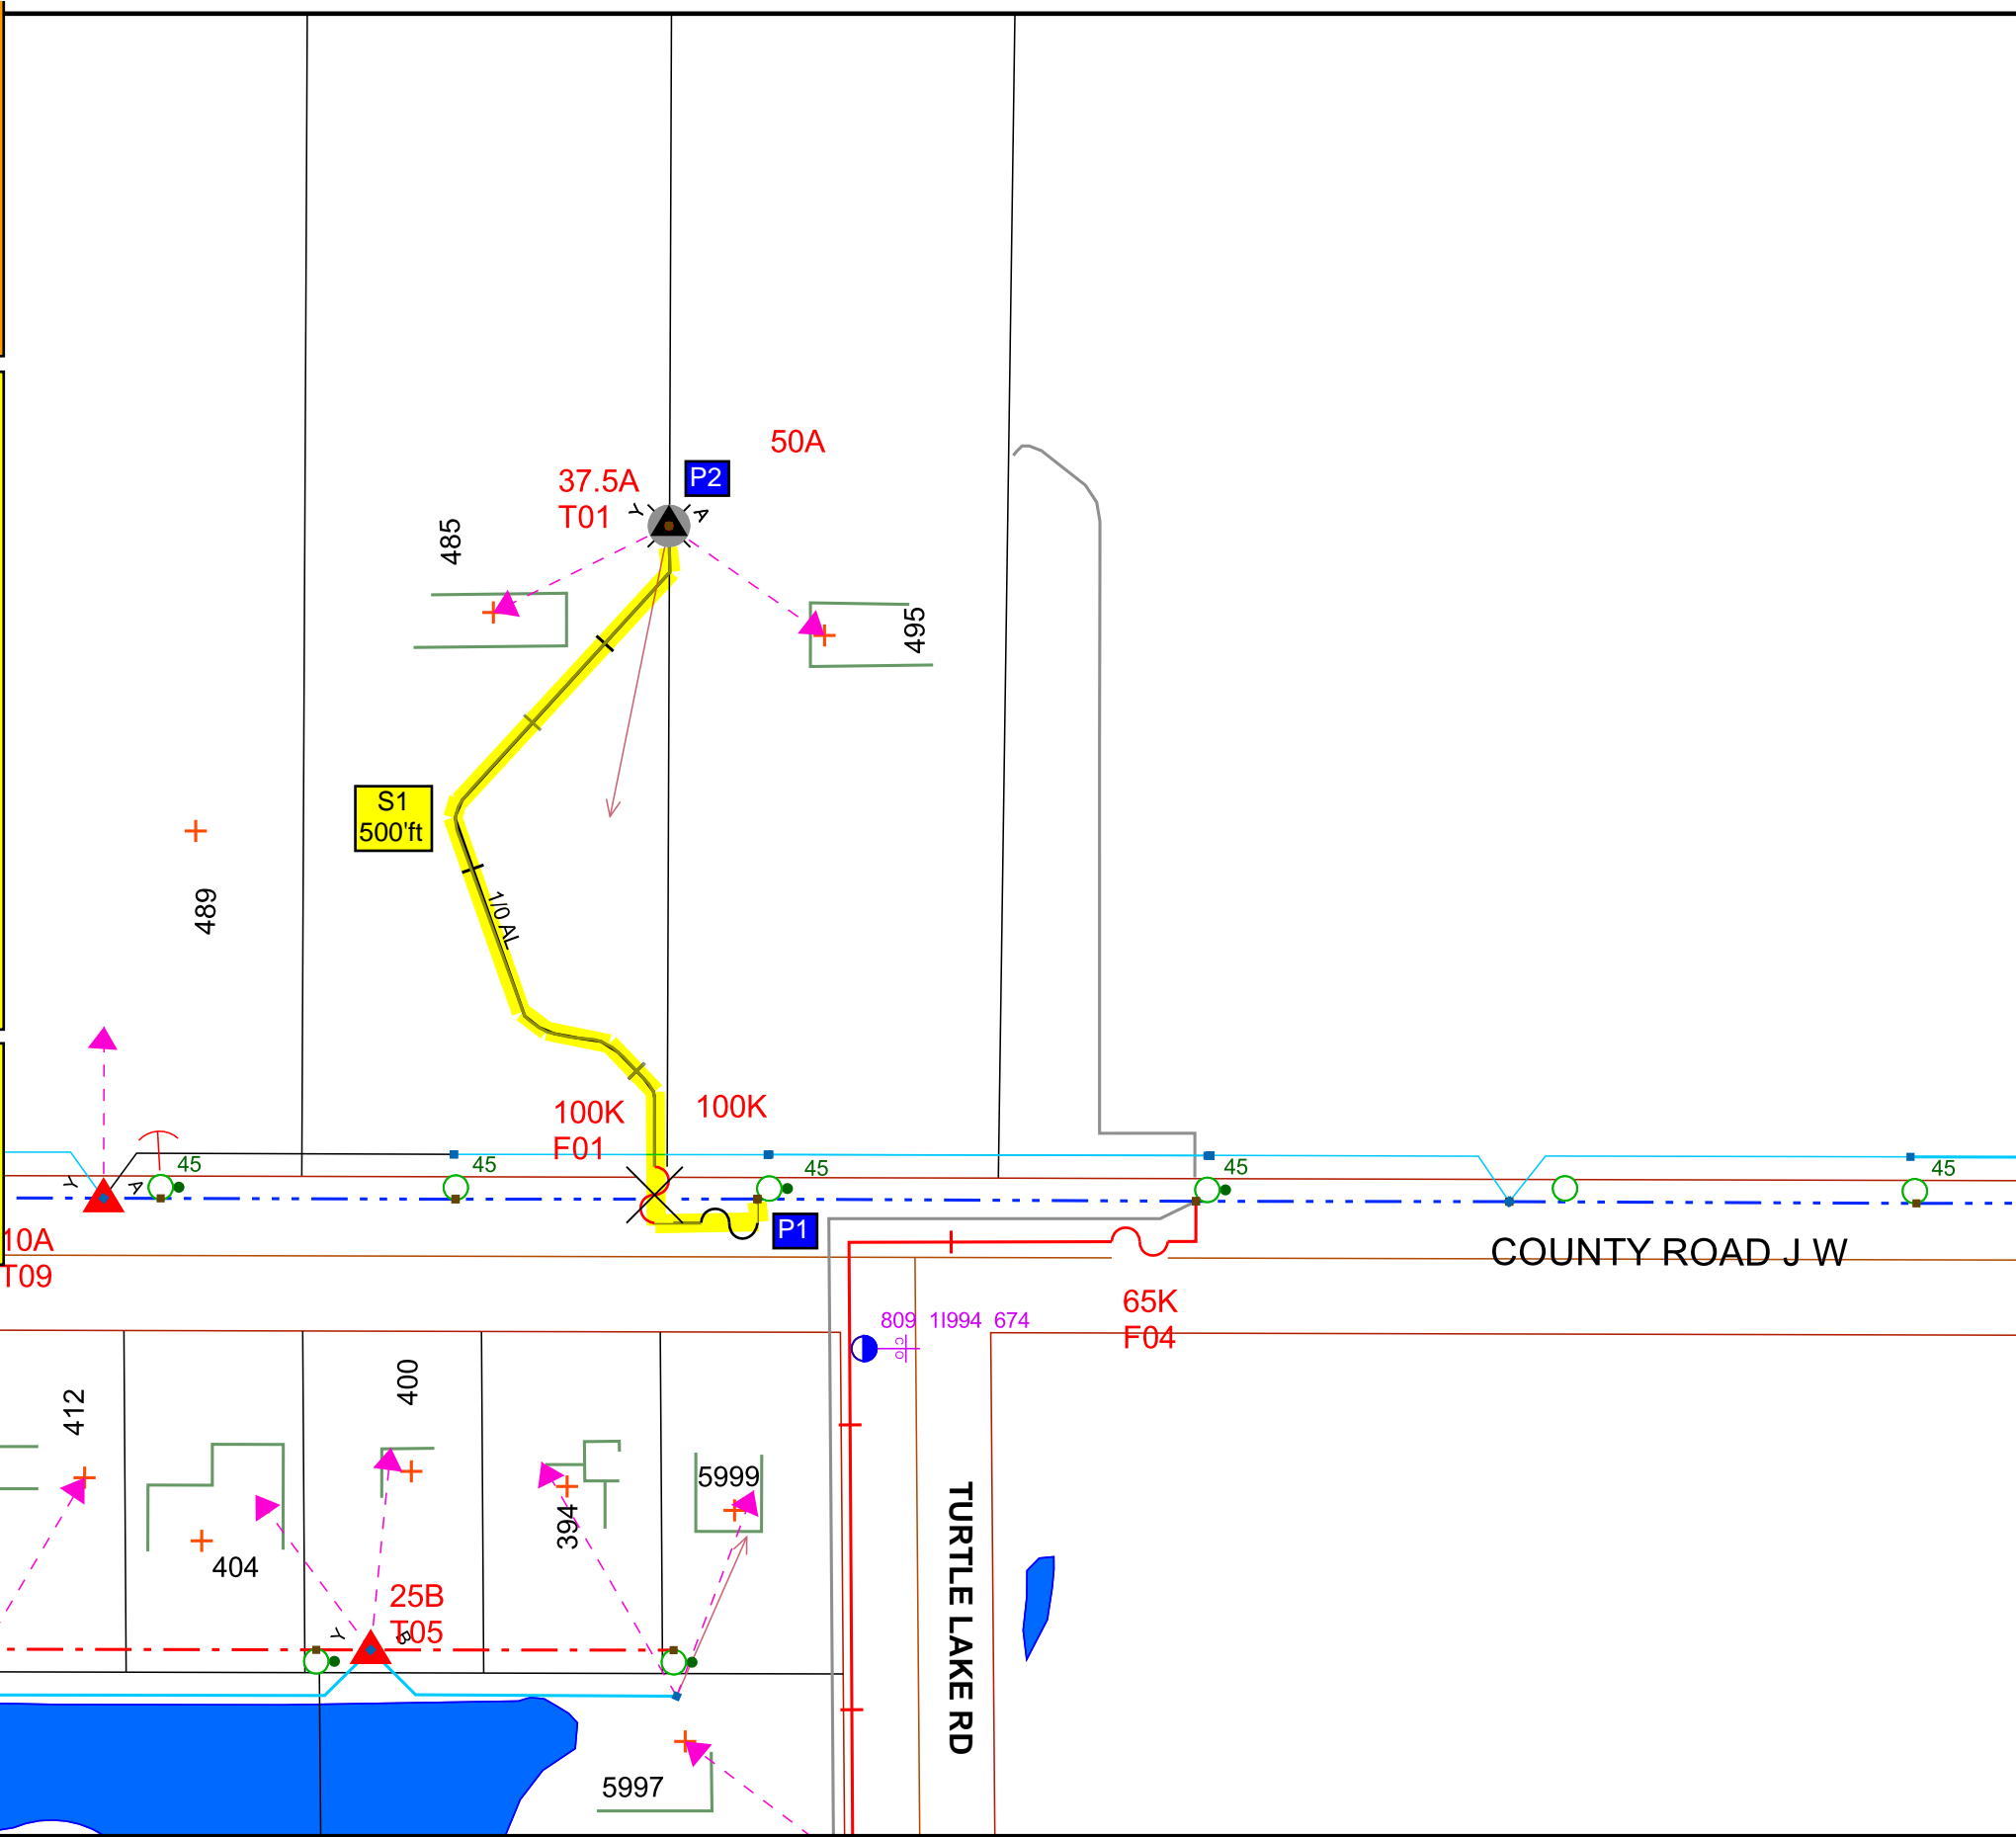 50A
37.5A
T01
P2
Y
A
485
495
S1
500'ft
489
1/0 AL
100K
F01
100K
45
45
45
45
45
Y
A
P1
10A
T09
COUNTY ROAD J W
65K
F04
809 1I994 674
CO
412
400
404
394
5999
25B
T05
Y
B
TURTLE LAKE RD
5997